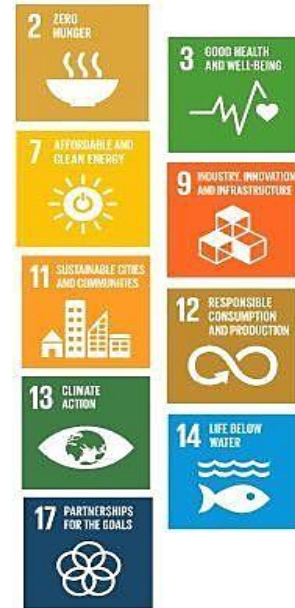 2 ZERO
HUNGER
3 GOOD HEALTH
AND WELL-BEING
7 AFFORDABLE AND
CLEAN ENERGY
9 INDUSTRY, INNOVATION
AND INFRASTRUCTURE
11 SUSTAINABLE CITIES
AND COMMUNITIES
12 RESPONSIBLE
CONSUMPTION
AND PRODUCTION
13 CLIMATE
ACTION
14 LIFE BELOW
WATER
17 PARTNERSHIPS
FOR THE GOALS